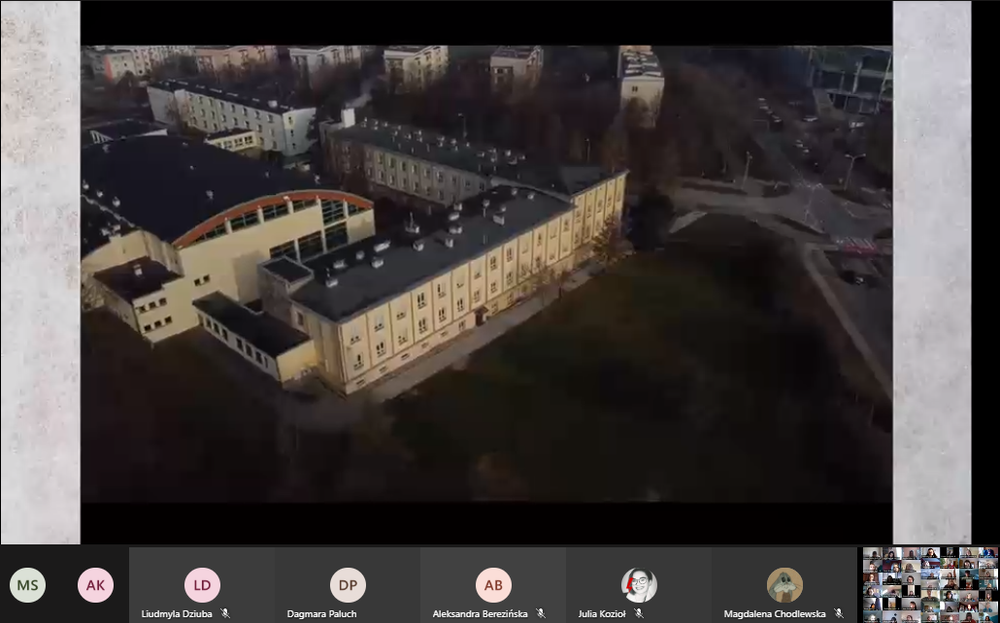 MS
AK
LD
DP
AB
Liudmyla Dziuba
Dagmara Paluch
Aleksandra Berezińska
Julia Kozioł
Magdalena Chodlewska